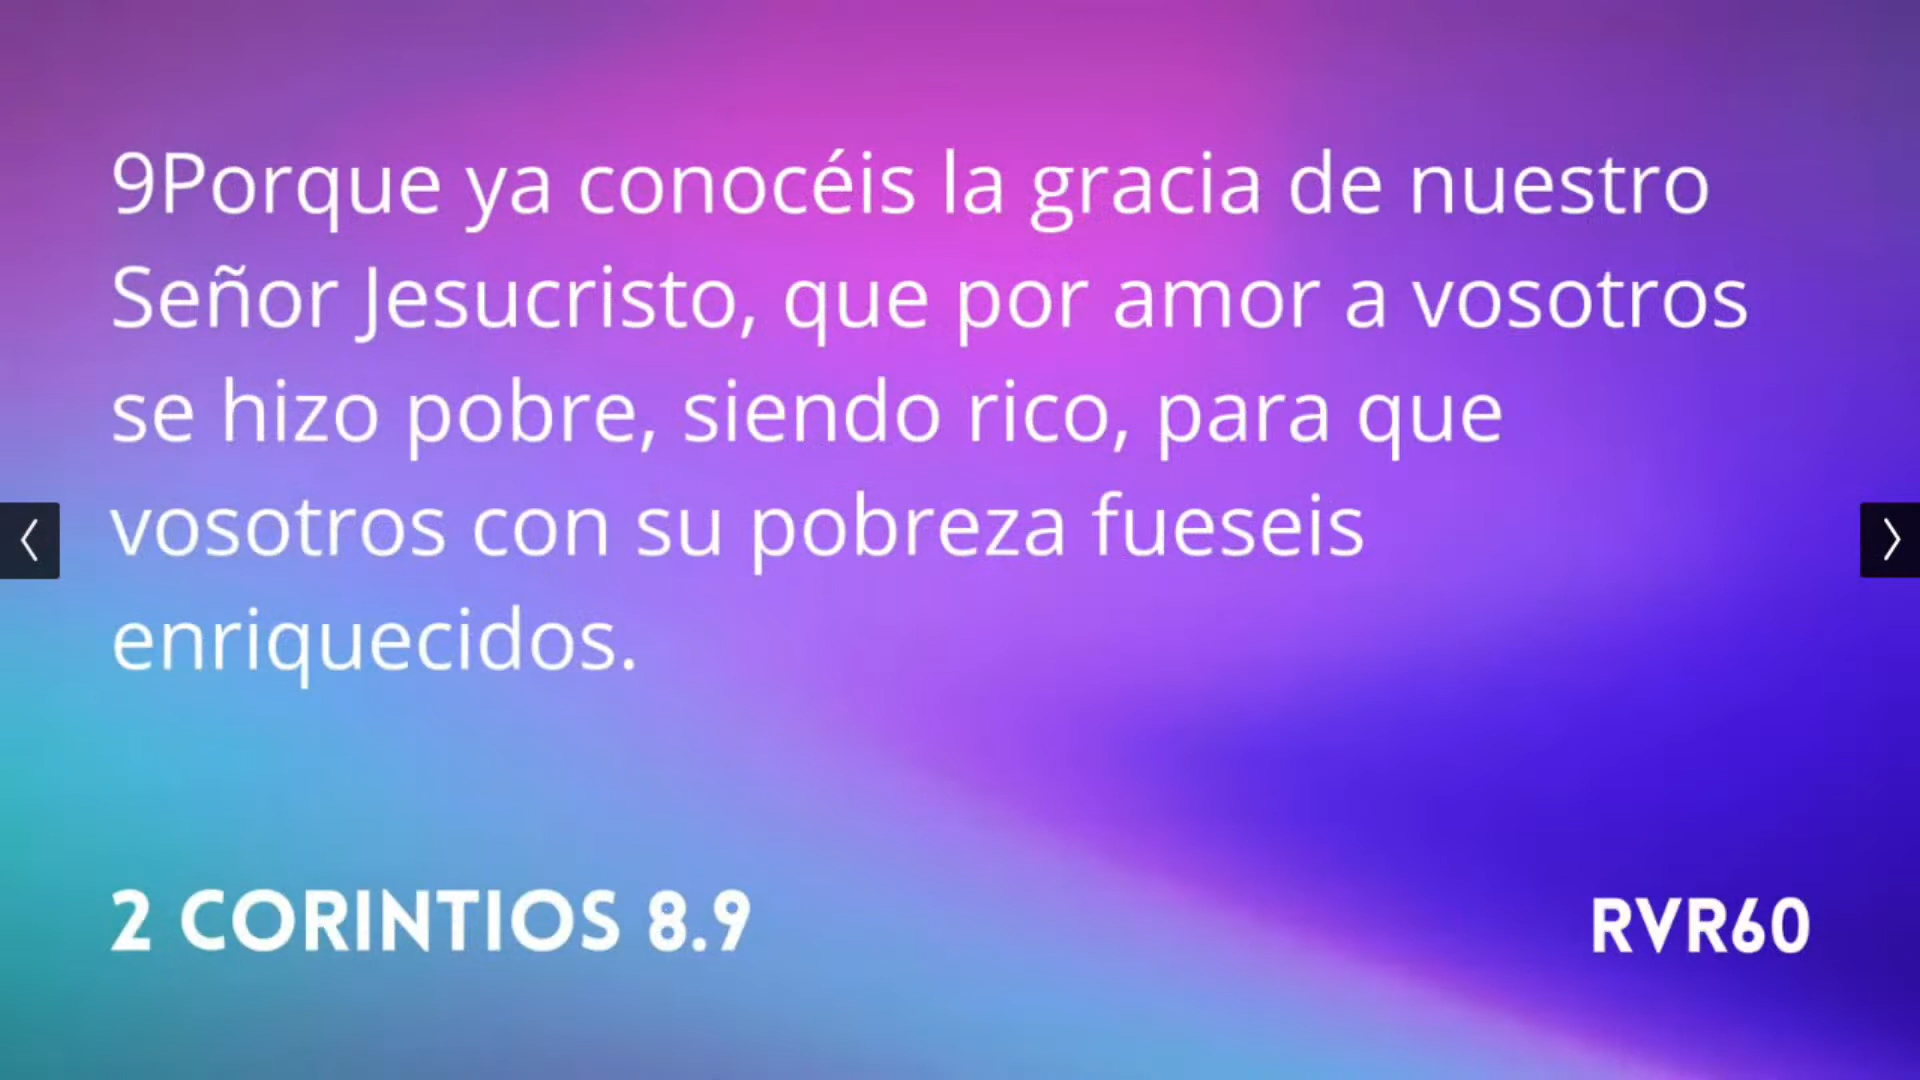 9Porque ya conocéis la gracia de nuestro
Señor Jesucristo, que por amor a vosotros
se hizo pobre, siendo rico, para que
vosotros con su pobreza fueseis
enriquecidos.
2 CORINTIOS 8.9
RVR60